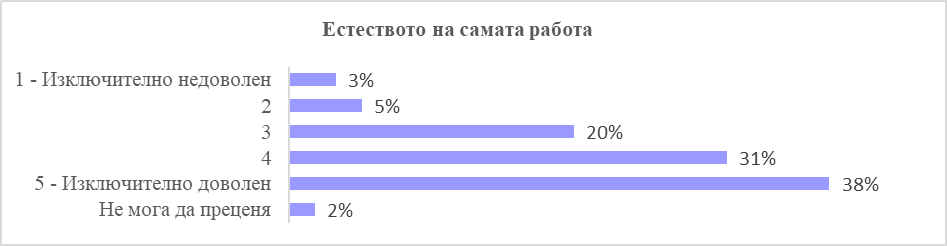 Естеството на самата работа
1 - Изключително недоволен 3%
2 5%
3 20%
4 31%
5 - Изключително доволен 38%
Не мога да преценя 2%